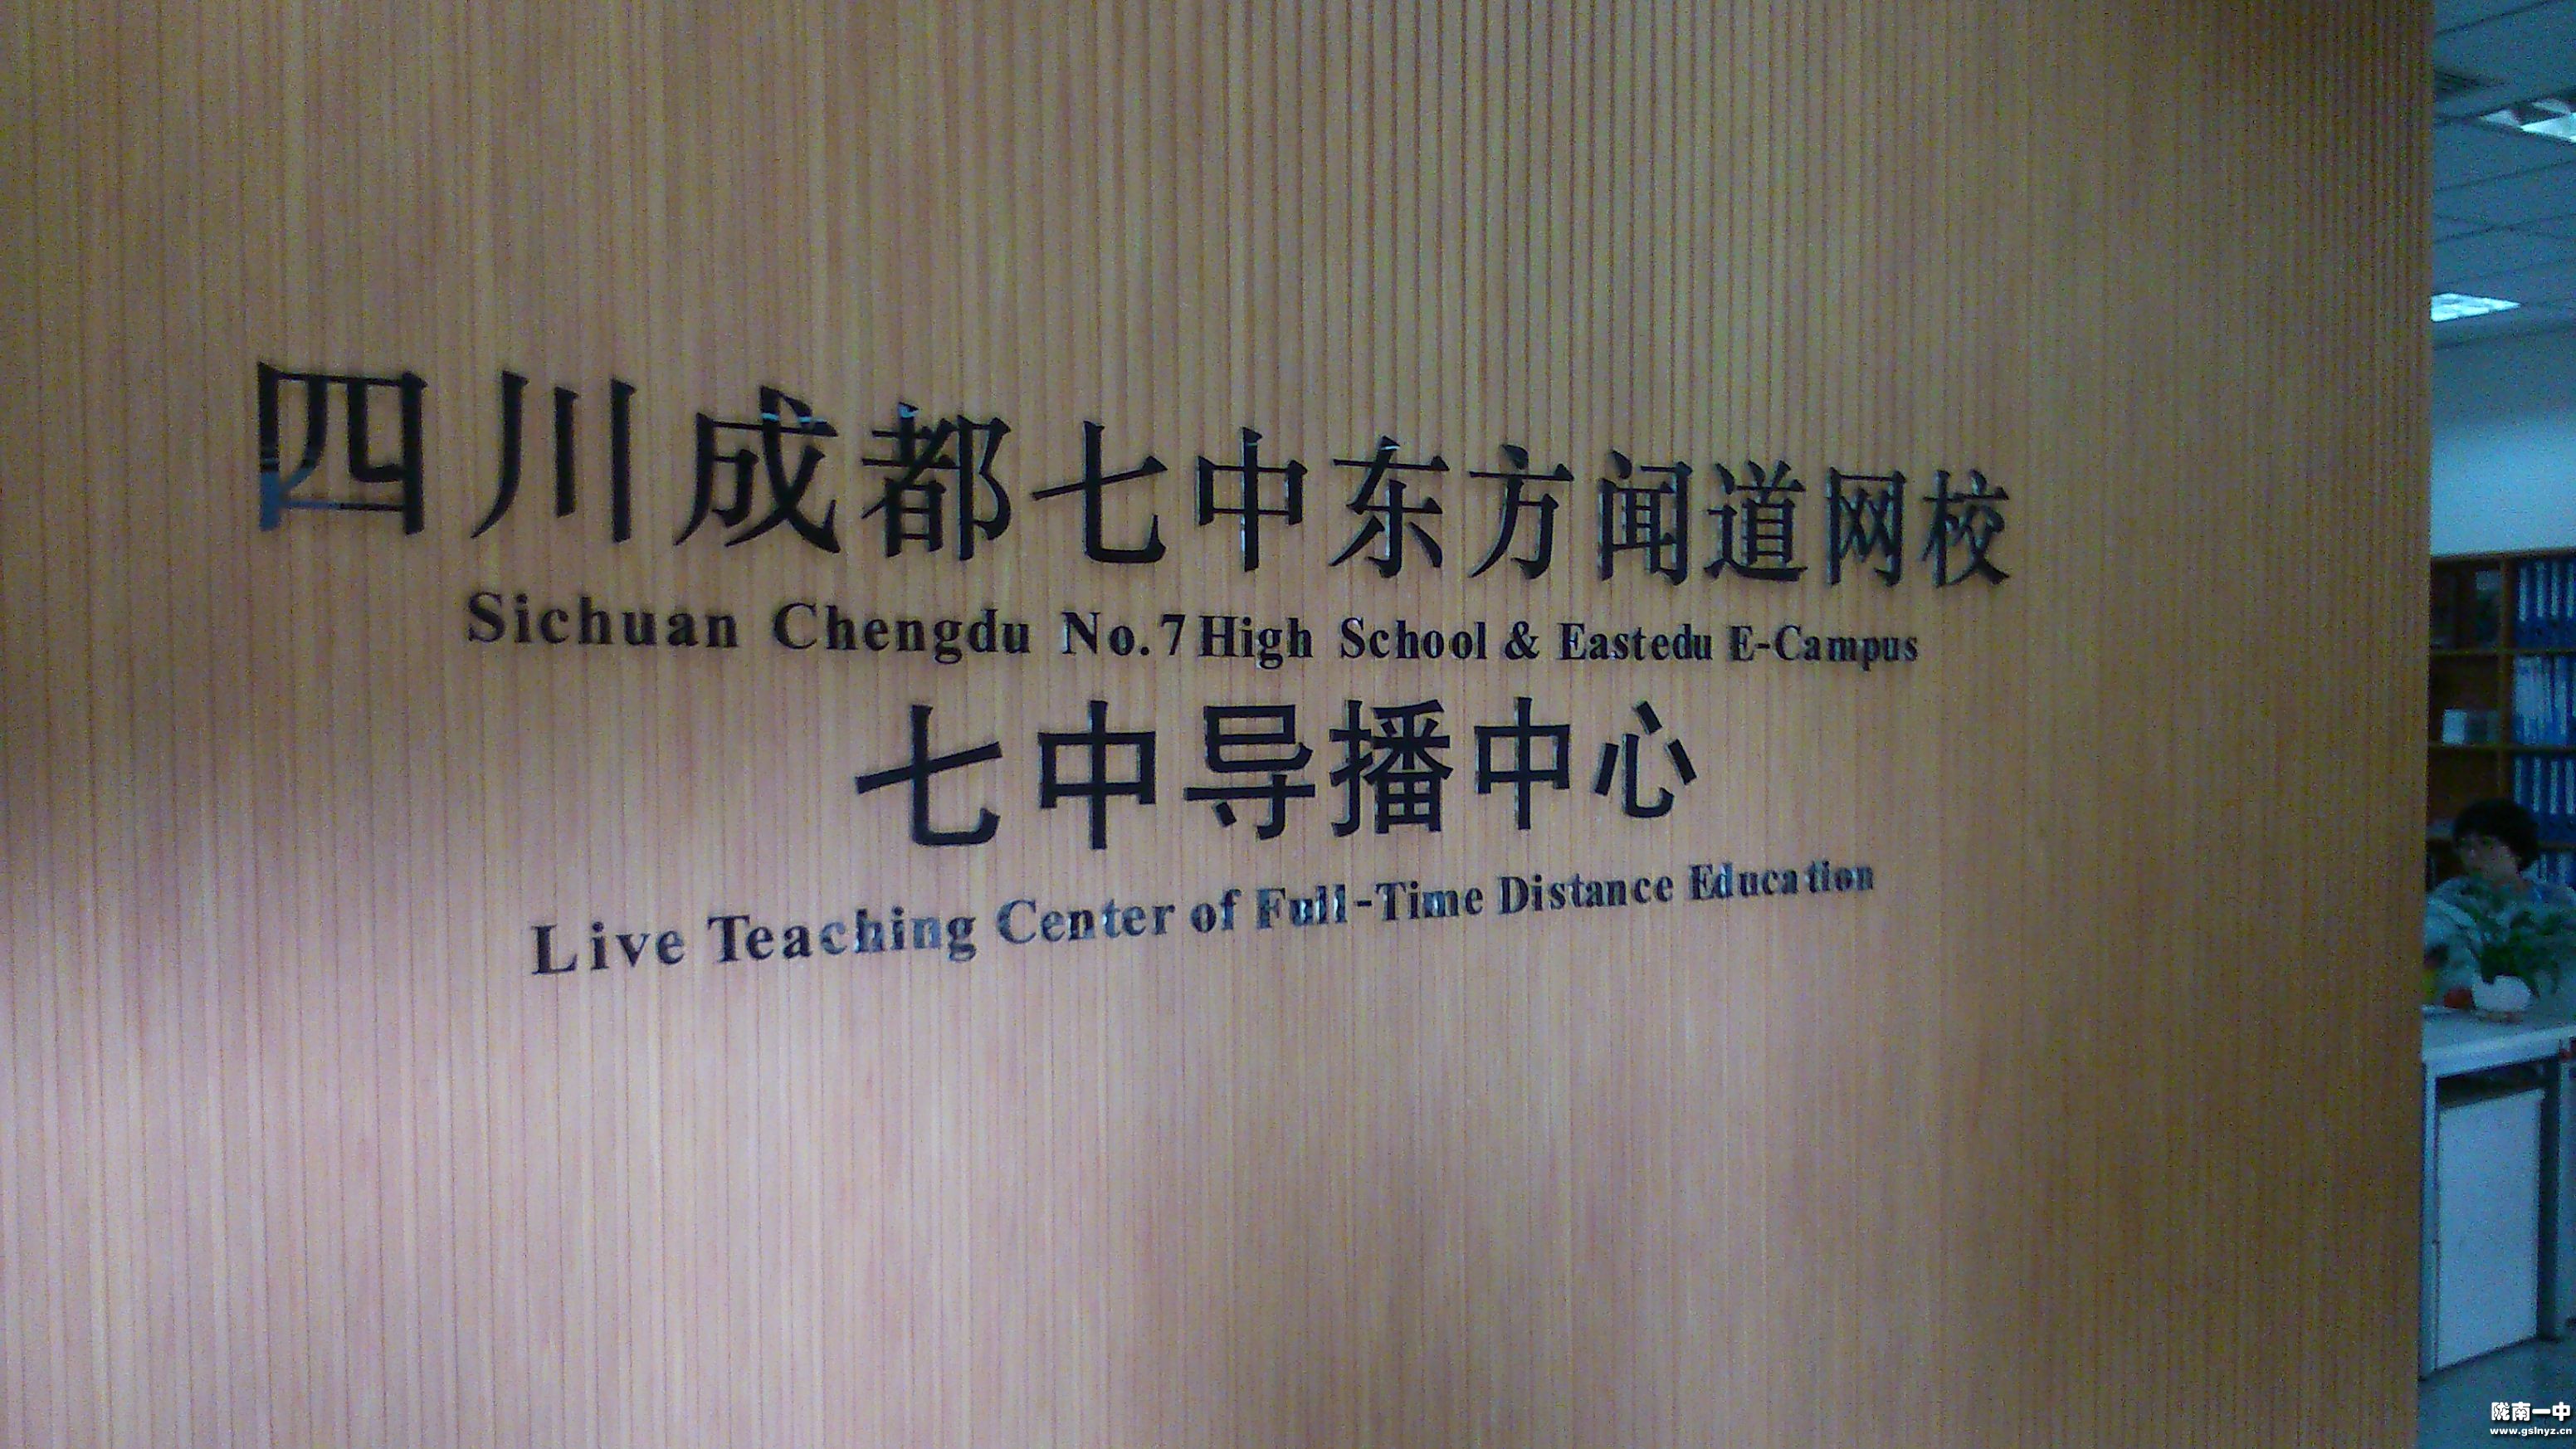 四川成都七中东方闻道网校
Sichuan Chengdu No.7 High School & Eastedu E-Campus
七中导播中心
Live Teaching Center of Full-Time Distance Education
陇南一中
www.gslnyz.cn